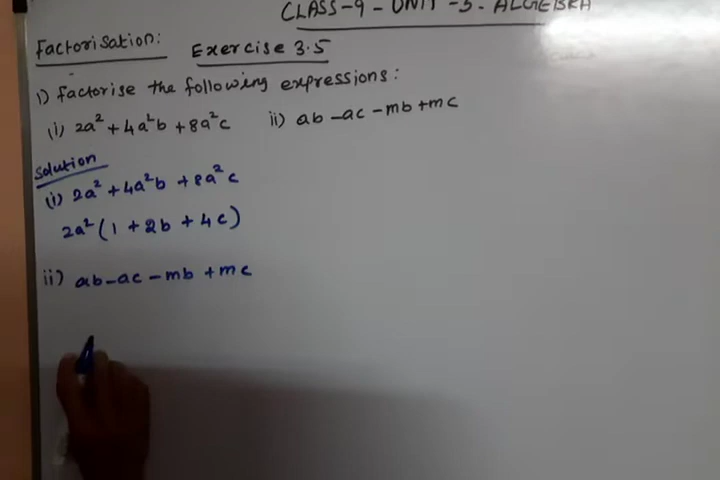 CLASS-9-UNIT-3-ALGEBRA
Factorisation: Exercise 3.5
1) Factorise the following expressions:
(i) 2a² + 4a²b + 8a²c ii) ab - ac - mb + mc
Solution
(i) 2a² + 4a²b + 8a²c
2a² (1 + 2b + 4c)
ii) ab - ac - mb + mc